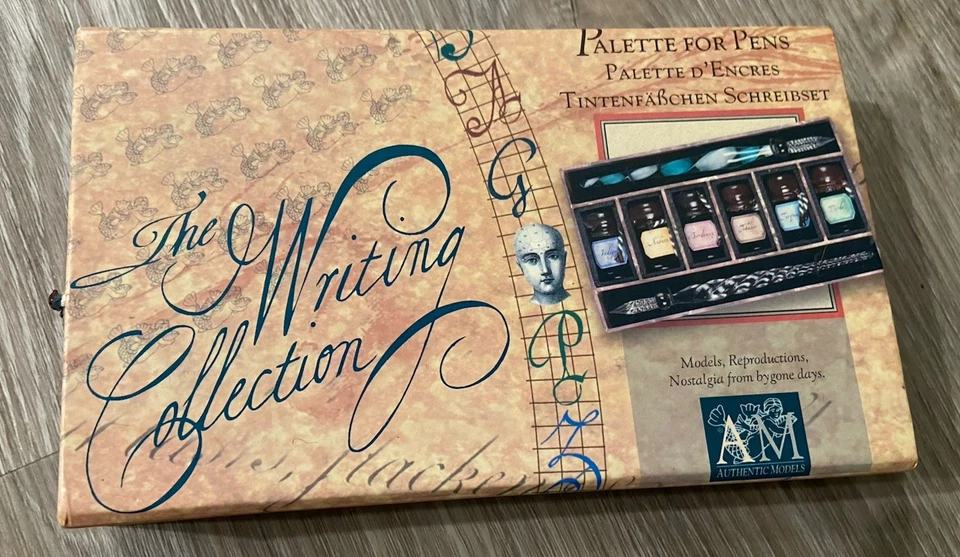 The
Writing
Collection
A
G
P
PALETTE FOR PENS
PALETTE D'ENCRES
TINTENFÄßCHEN SCHREIBSET
Models, Reproductions,
Nostalgia from bygone days.
AM
AUTHENTIC MODELS